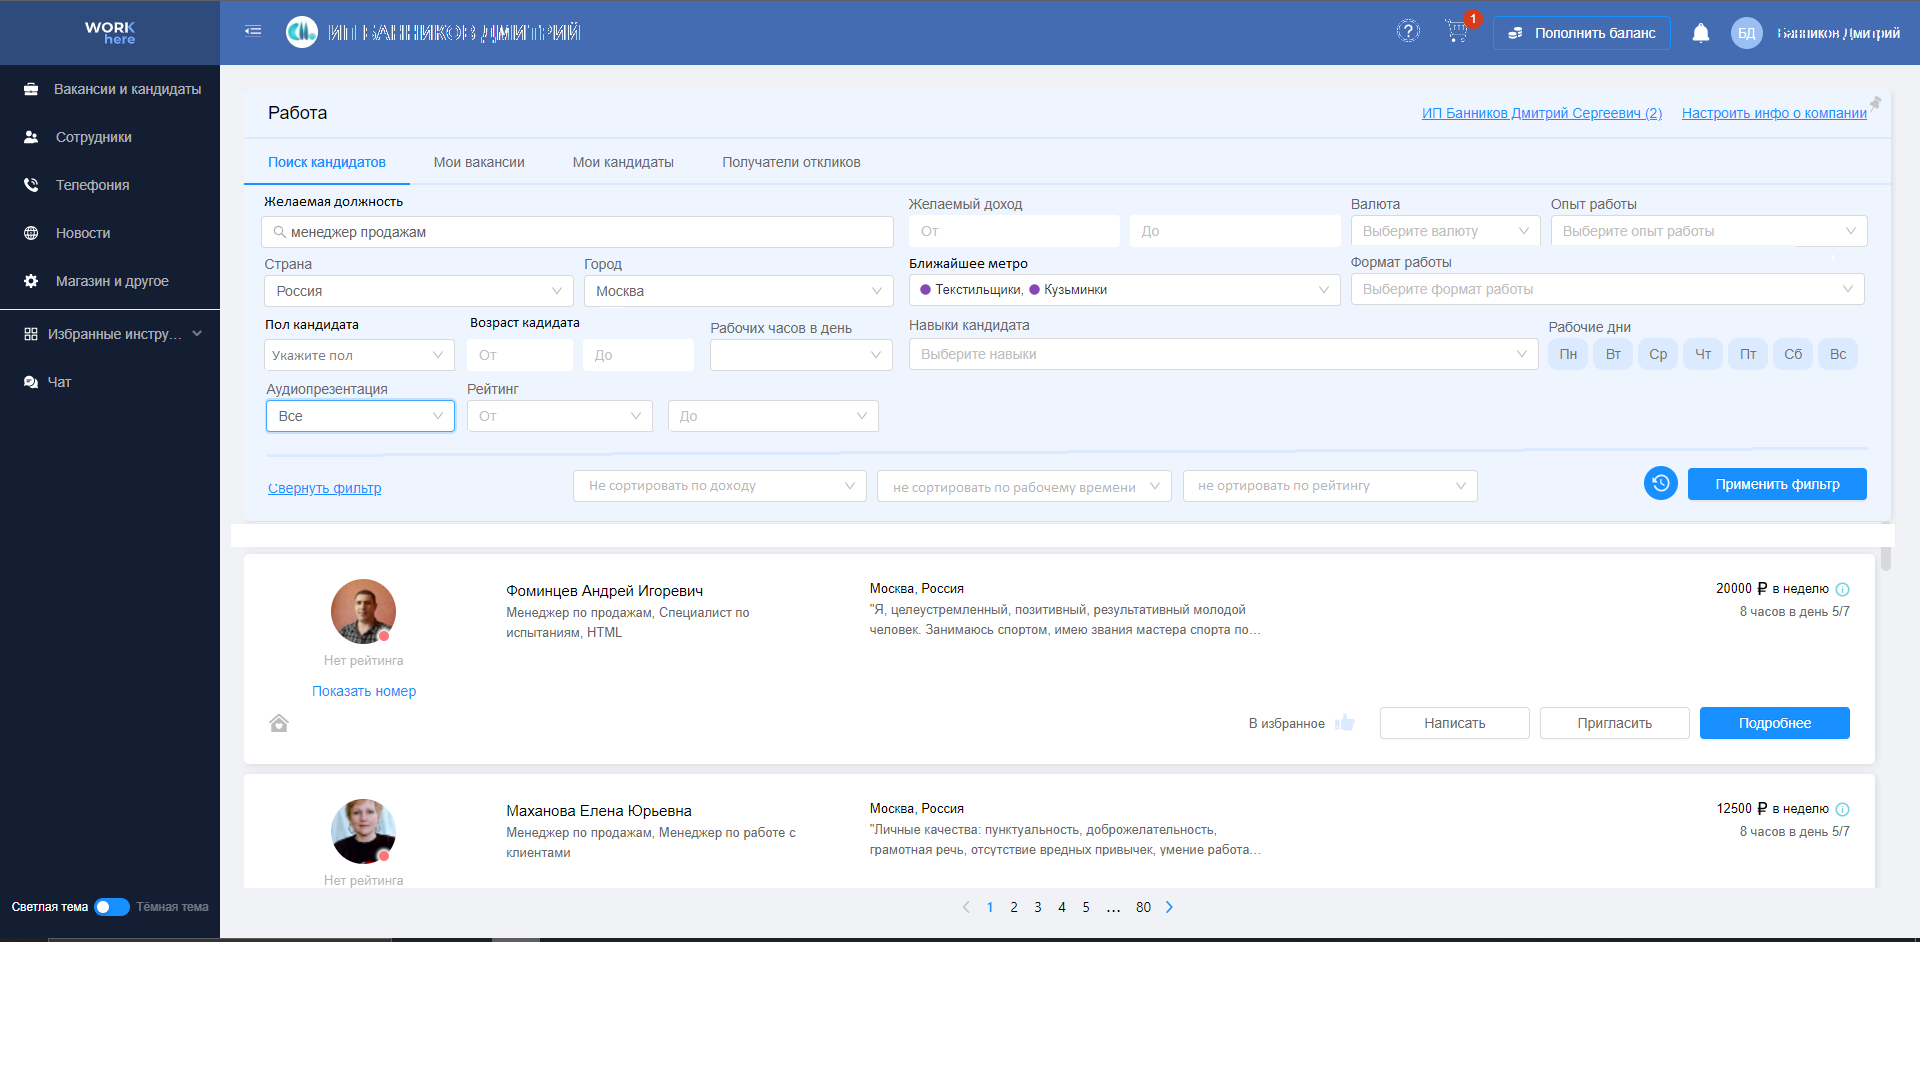 WORK
here
ИП БАННИКОВ ДМИТРИЙ
1
Пополнить баланс
БД
Банников Дмитрий
Вакансии и кандидаты
Сотрудники
Телефония
Новости
Магазин и другое
Избранные инстру...
Чат
Светлая тема
Тёмная тема
Работа
ИП Банников Дмитрий Сергеевич (2)
Настроить инфо о компании
Поиск кандидатов
Мои вакансии
Мои кандидаты
Получатели откликов
Желаемая должность
Желаемый доход
Валюта
Опыт работы
менеджер продажам
От
До
Выберите валюту
Выберите опыт работы
Страна
Город
Ближайшее метро
Формат работы
Россия
Москва
Текстильщики, Кузьминки
Выберите формат работы
Пол кандидата
Возраст кадидата
Рабочих часов в день
Навыки кандидата
Рабочие дни
Укажите пол
От
До
Выберите навыки
Пн Вт Ср Чт Пт Сб Вс
Аудиопрезентация
Рейтинг
Все
От
До
Свернуть фильтр
Не сортировать по доходу
не сортировать по рабочему времени
не ортировать по рейтингу
Применить фильтр
Фоминцев Андрей Игоревич
Менеджер по продажам, Специалист по
испытаниям, HTML
Москва, Россия
"Я, целеустремленный, позитивный, результативный молодой
человек. Занимаюсь спортом, имею звания мастера спорта по...
20000 ₽ в неделю
8 часов в день 5/7
Нет рейтинга
Показать номер
В избранное
Написать
Пригласить
Подробнее
Маханова Елена Юрьевна
Менеджер по продажам, Менеджер по работе с
клиентами
Москва, Россия
"Личные качества: пунктуальность, доброжелательность,
грамотная речь, отсутствие вредных привычек, умение работа...
12500 ₽ в неделю
8 часов в день 5/7
Нет рейтинга
1 2 3 4 5 ... 80